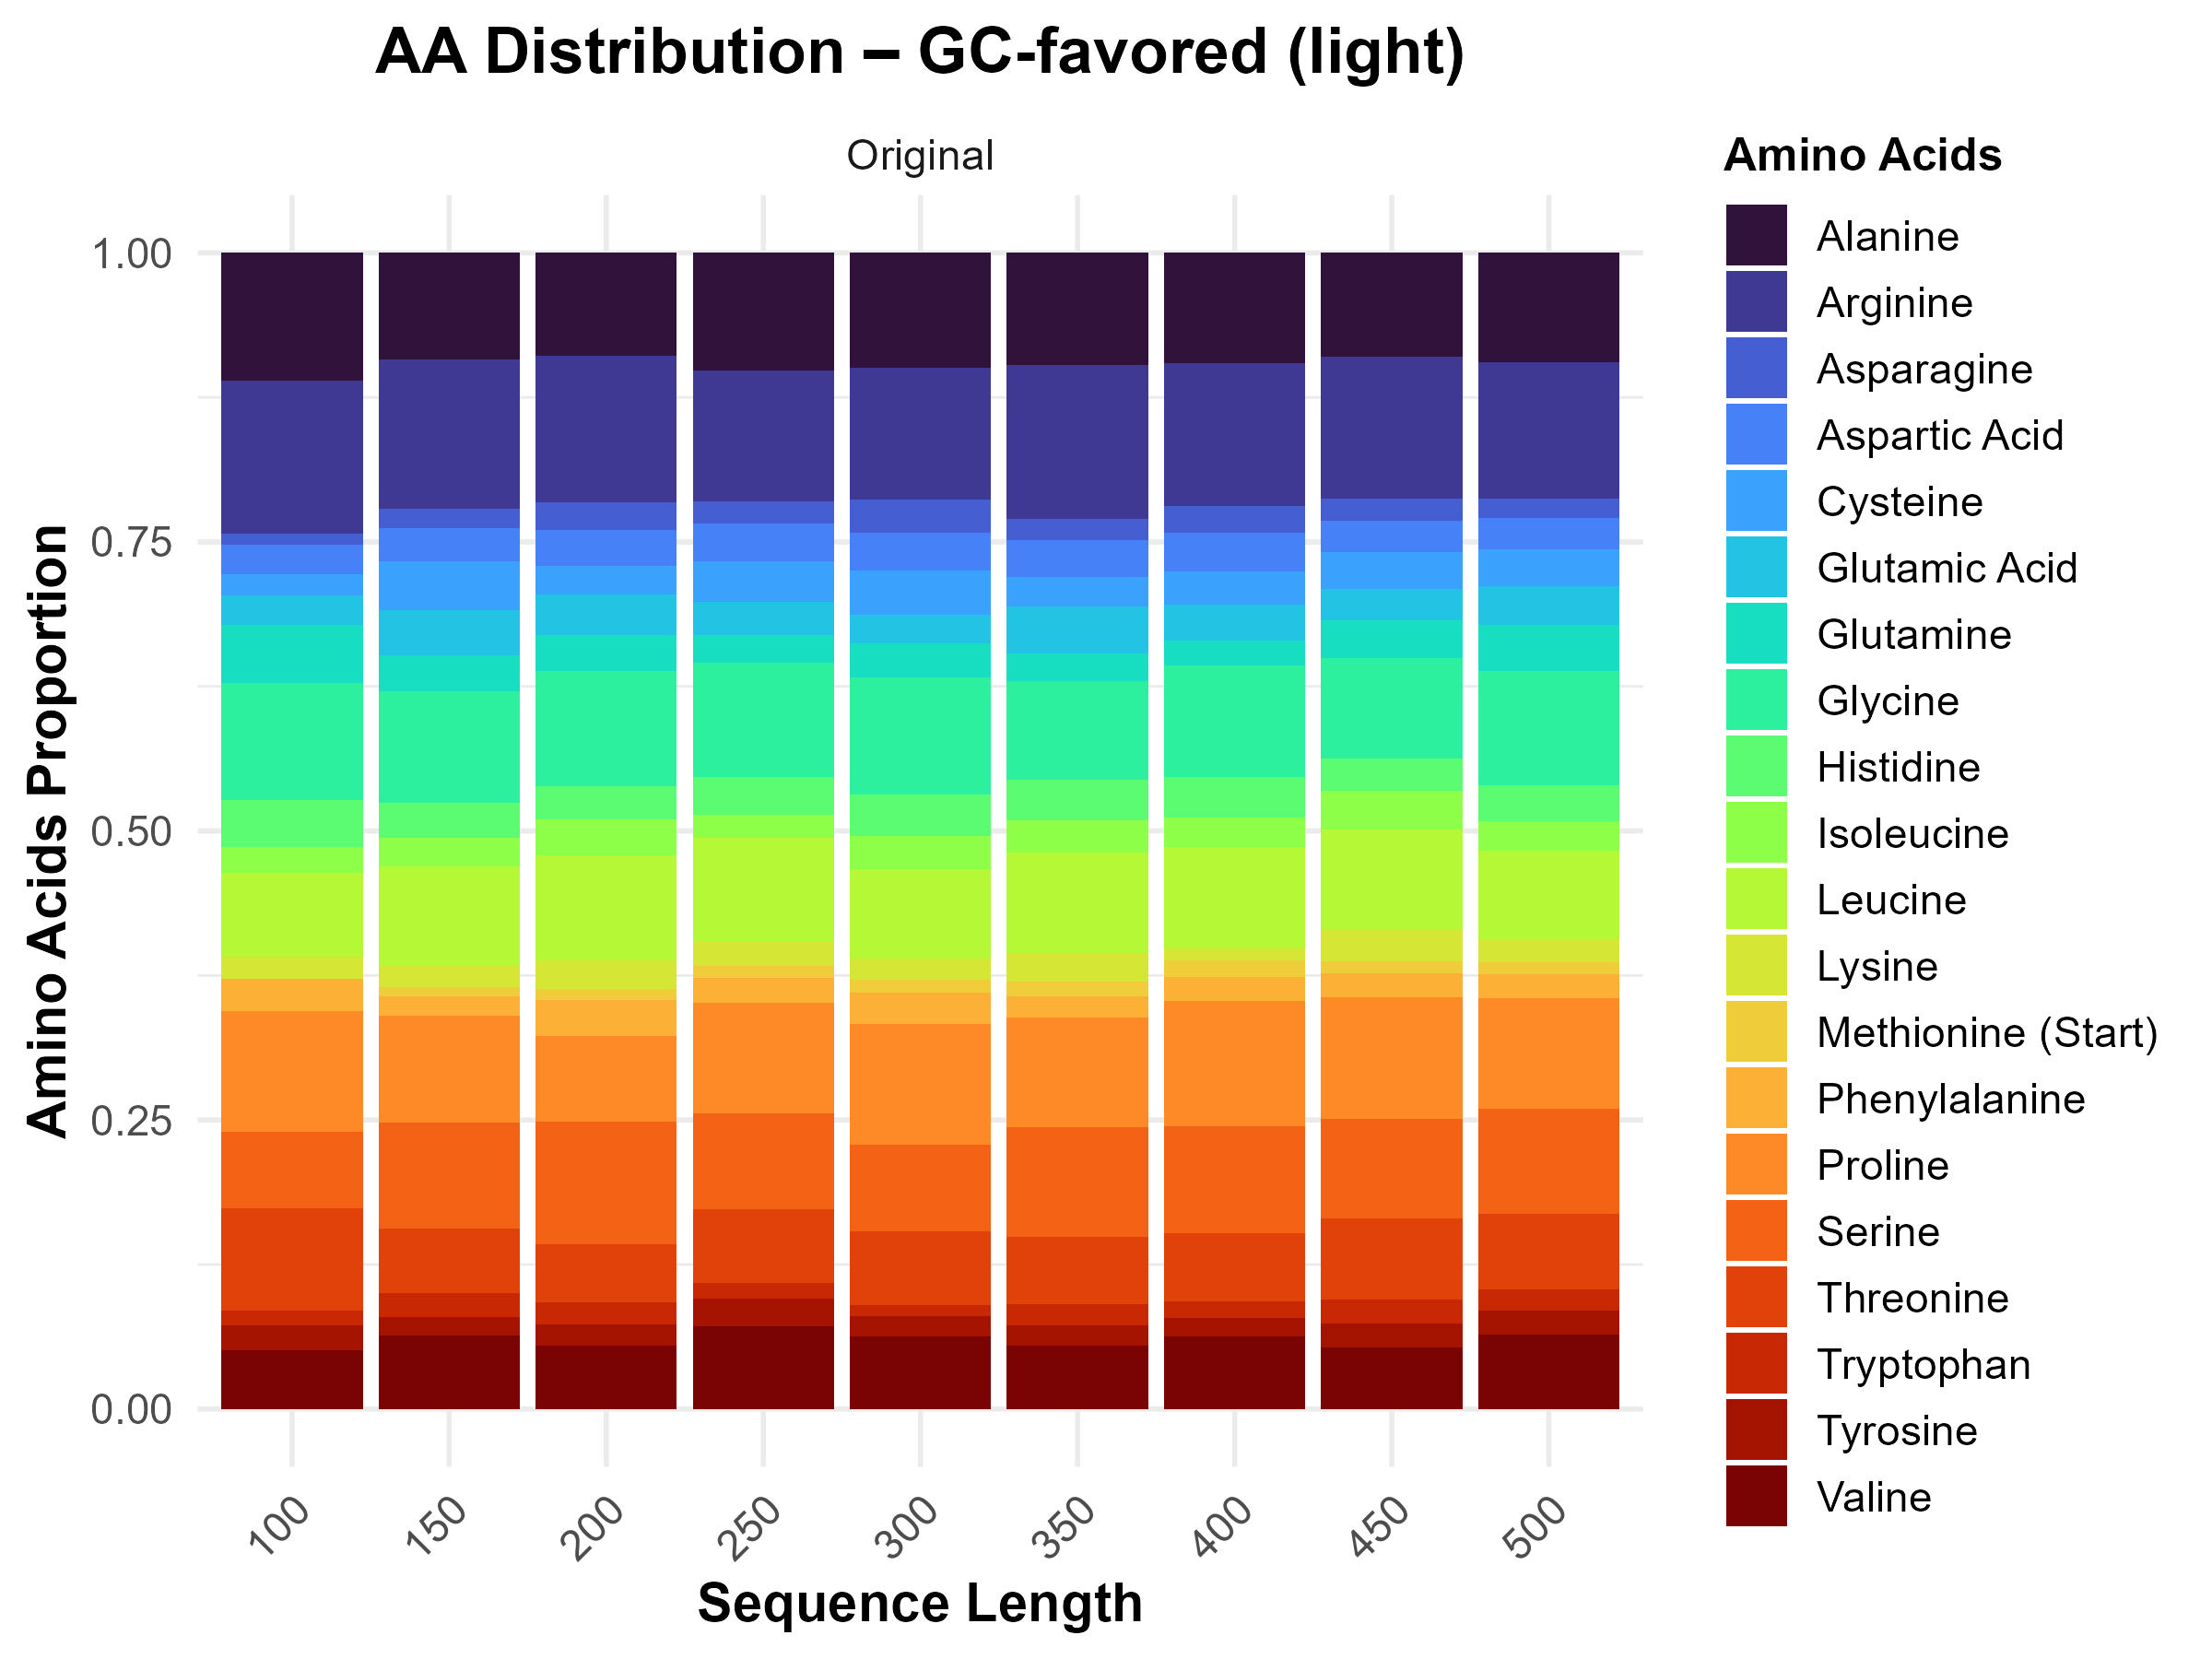 AA Distribution – GC-favored (light)
Original
Amino Acids Proportion
1.00
0.75
0.50
0.25
0.00
100
150
200
250
300
350
400
450
500
Sequence Length
Amino Acids
Alanine
Arginine
Asparagine
Aspartic Acid
Cysteine
Glutamic Acid
Glutamine
Glycine
Histidine
Isoleucine
Leucine
Lysine
Methionine (Start)
Phenylalanine
Proline
Serine
Threonine
Tryptophan
Tyrosine
Valine